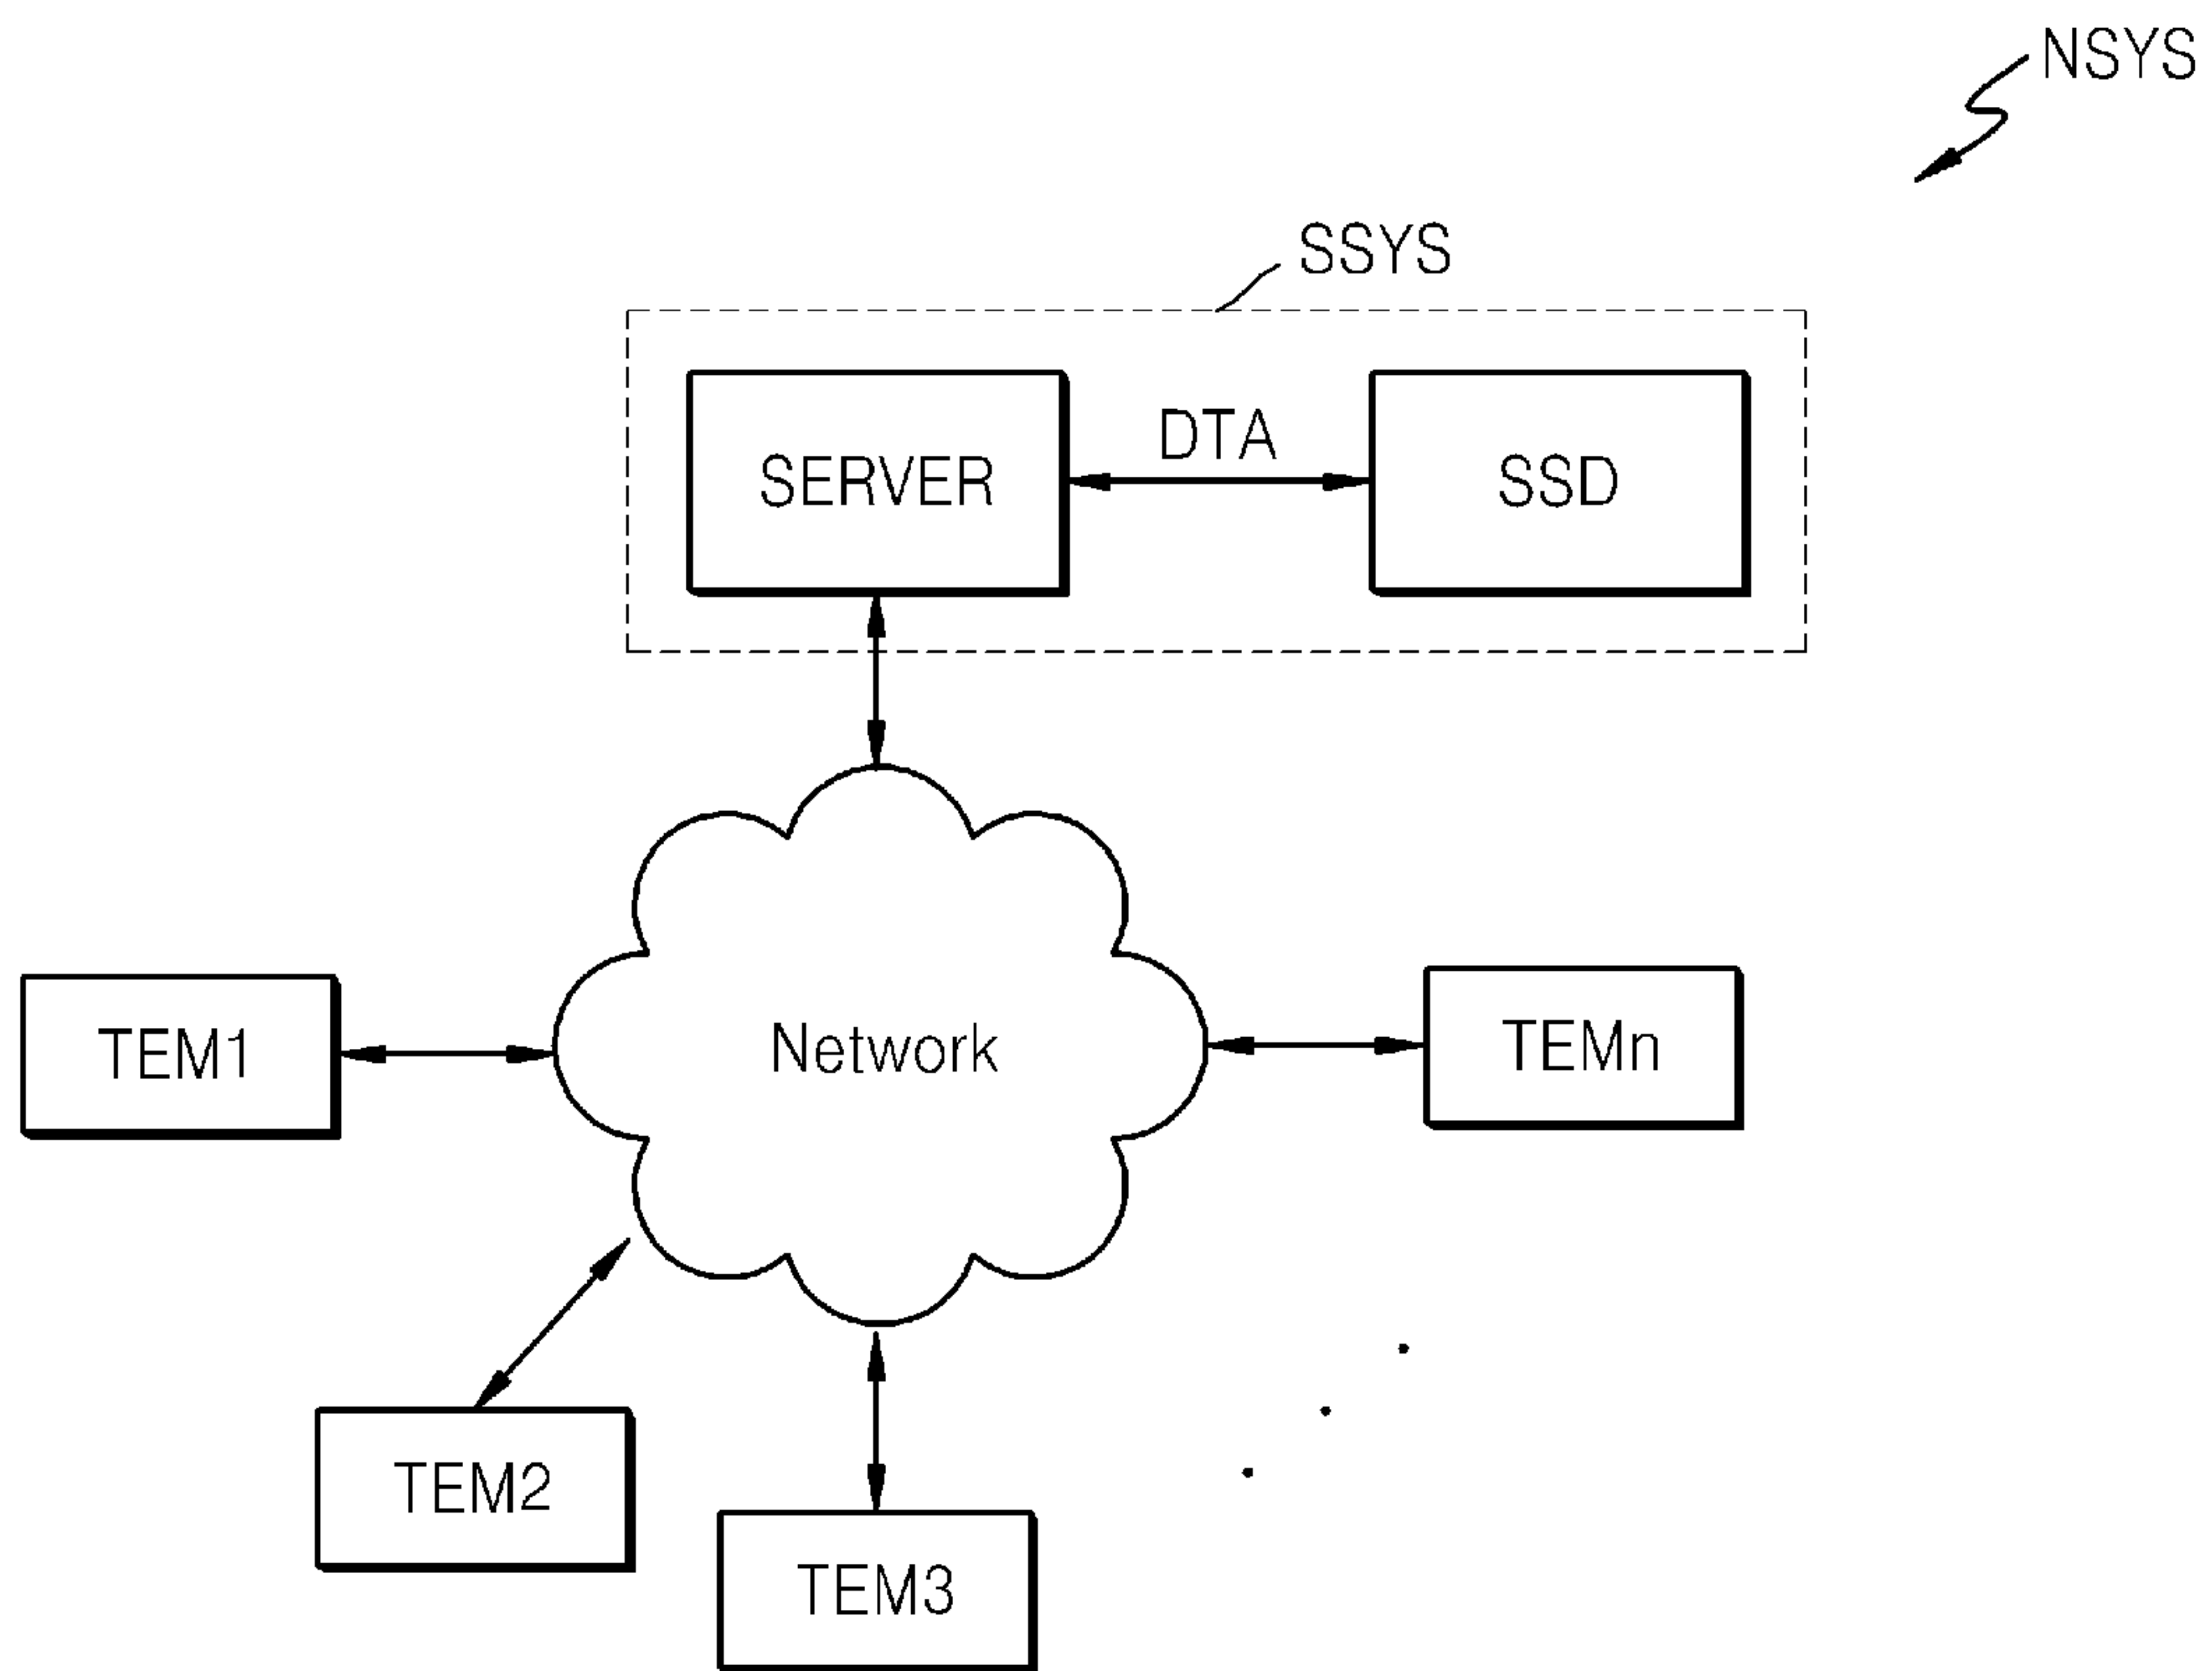 NSYS
SSYS
DTA
SERVER
SSD
Network
TEM1
TEMn
TEM2
TEM3